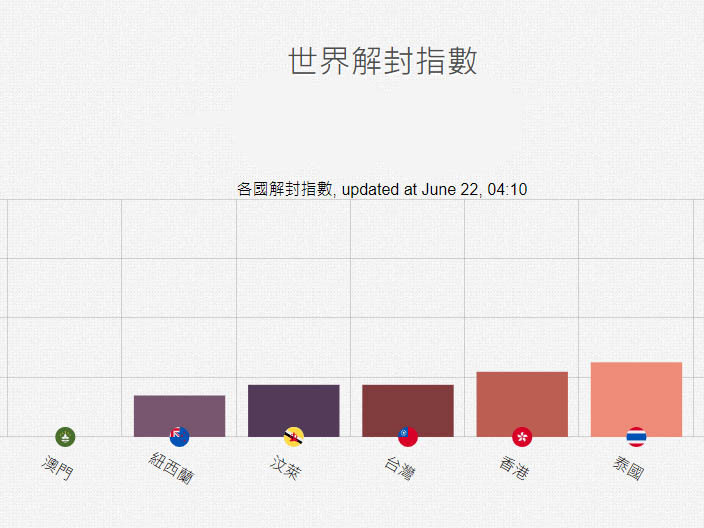 世界解封指數
各國解封指數, updated at June 22, 04:10
澳門
紐西蘭
汶萊
台灣
香港
泰國